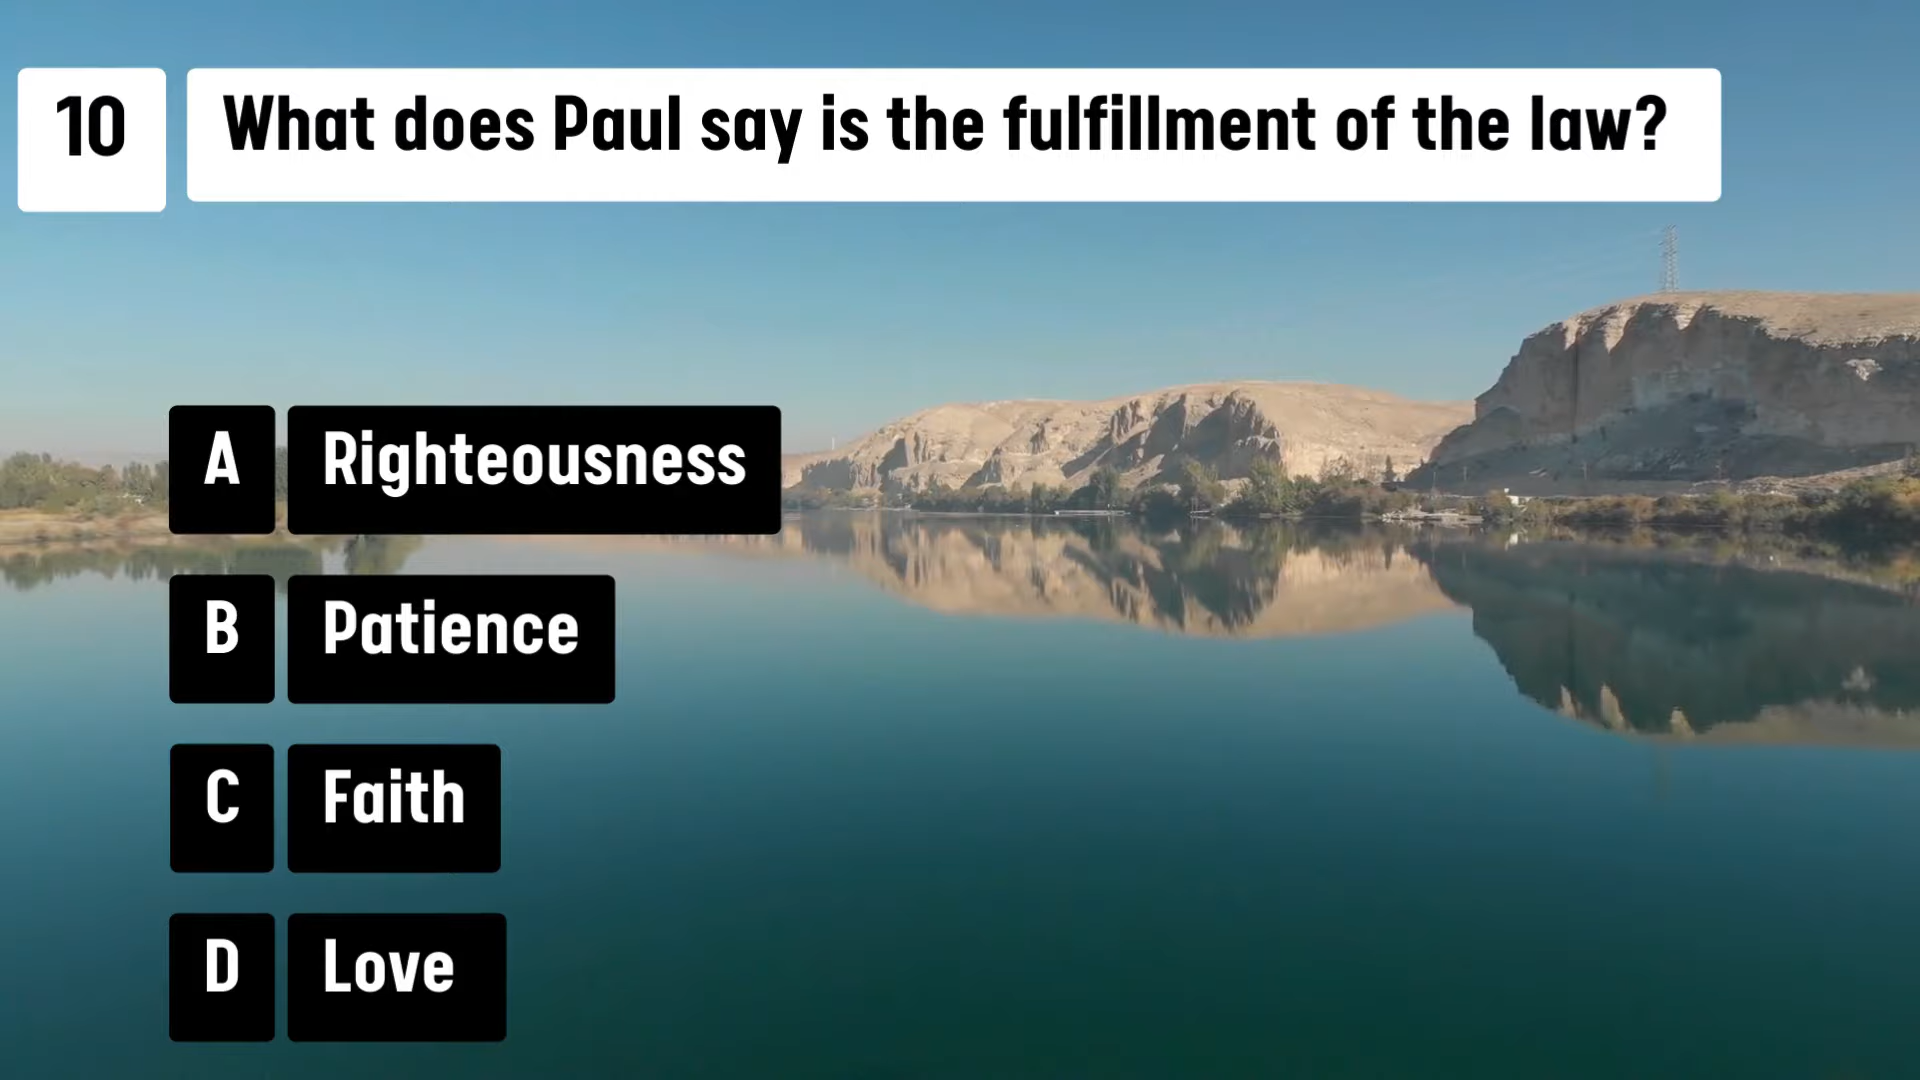 10 What does Paul say is the fulfillment of the law?
A Righteousness
B Patience
C Faith
D Love